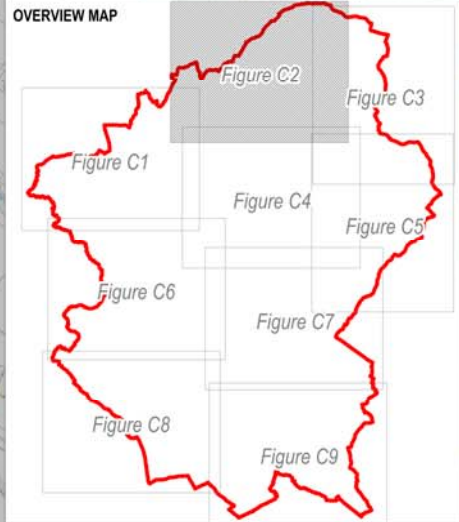 OVERVIEW MAP
Figure C2
Figure C3
Figure C1
Figure C4
Figure C5
Figure C6
Figure C7
Figure C8
Figure C9